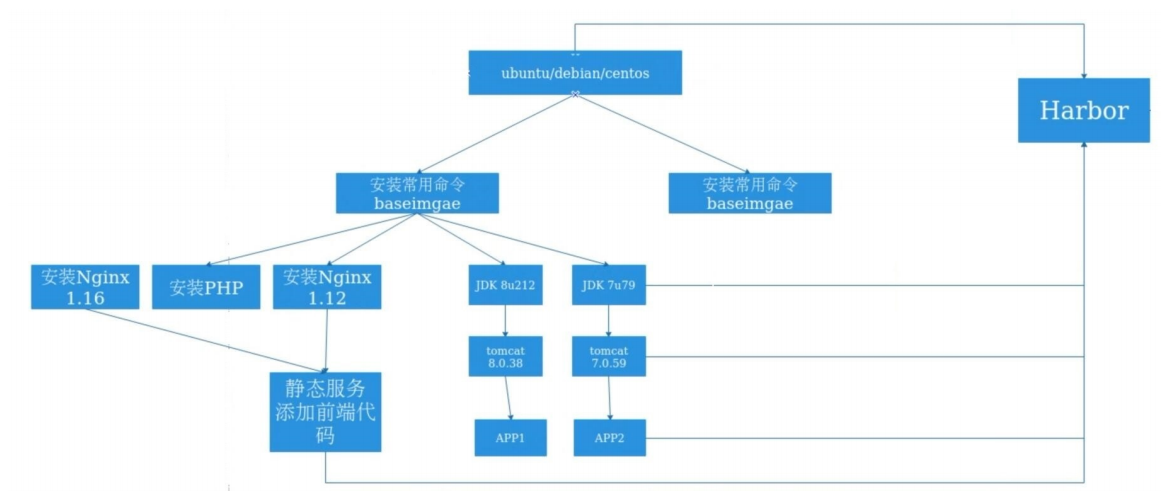 ubuntu/debian/centos
Harbor
安装常用命令
baseimgae
安装常用命令
baseimgae
安装Nginx
1.16
安装PHP
安装Nginx
1.12
JDK 8u212
JDK 7u79
tomcat
8.0.38
tomcat
7.0.59
静态服务
添加前端代
码
APP1
APP2